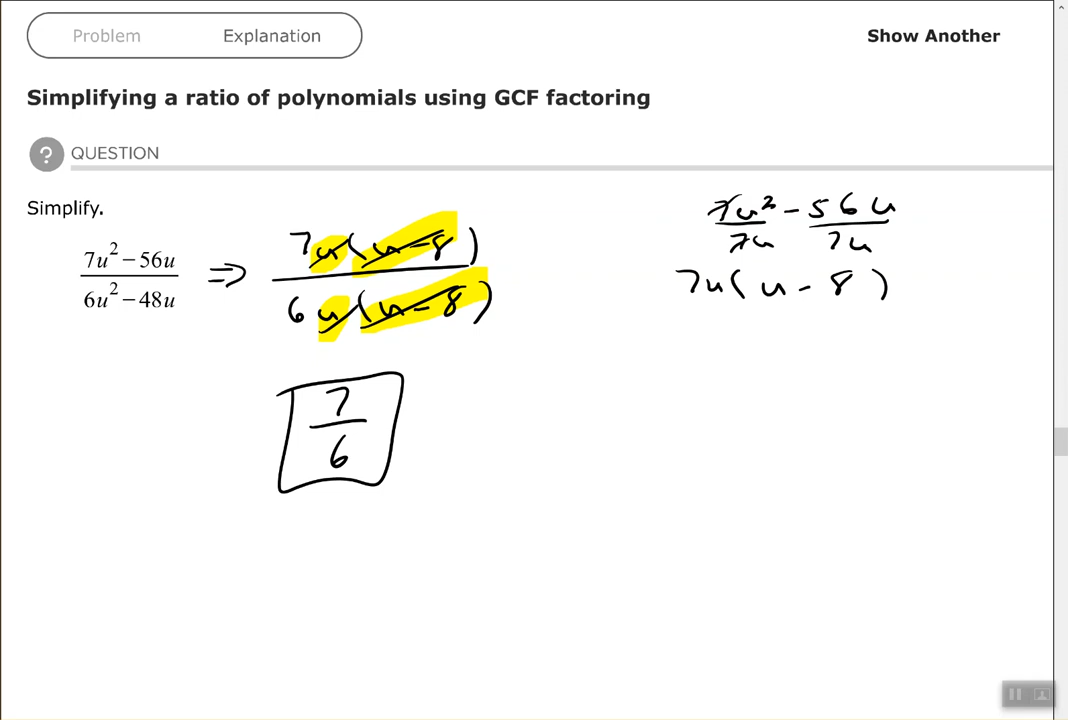 Problem Explanation Show Another
Simplifying a ratio of polynomials using GCF factoring
? QUESTION
Simplify.
7u² − 56u
6u² − 48u
⇒
7u(u−8)
6u(u−8)
7
6
7u² − 56u
7u 7u
7u(u − 8)